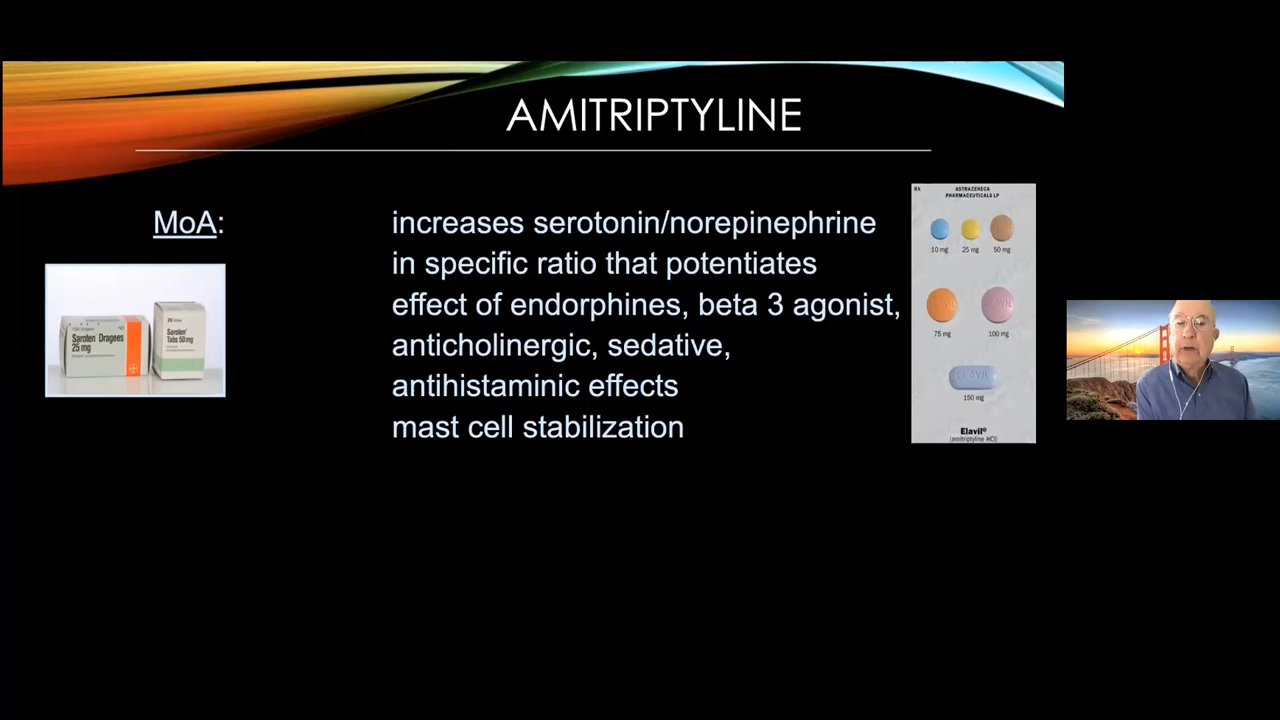 AMITRIPTYLINE
MoA:
increases serotonin/norepinephrine
in specific ratio that potentiates
effect of endorphines, beta 3 agonist,
anticholinergic, sedative,
antihistaminic effects
mast cell stabilization
Saroten Dragees
25 mg
Saroten
Tabs 50 mg
RX
ASTRAZENECA
PHARMACEUTICALS LP
10 mg 25 mg 50 mg
75 mg 100 mg
ELAVIL
150 mg
Elavil®
(amitriptyline HCl)